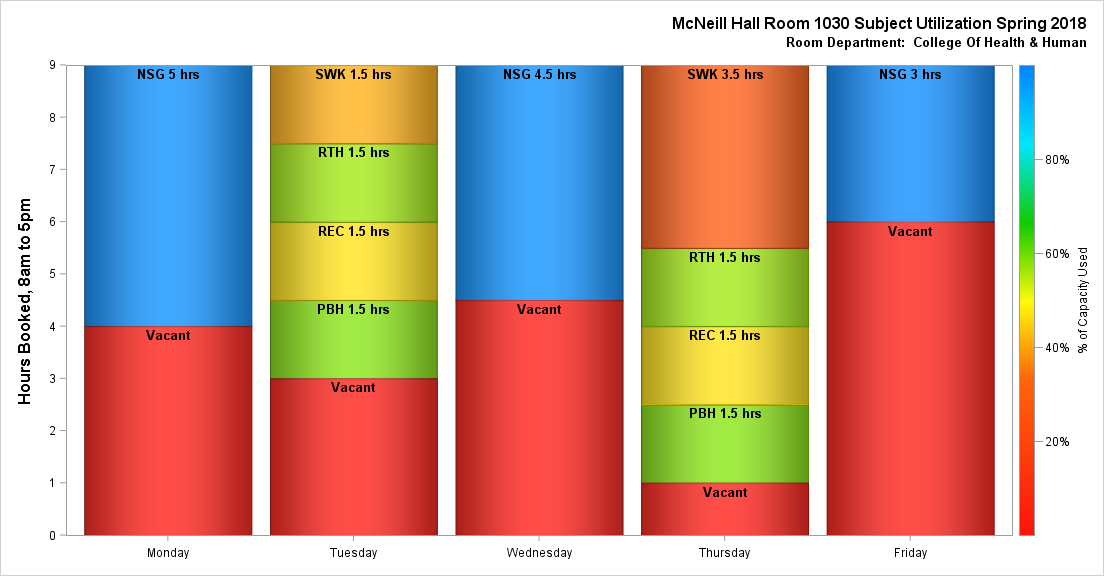 McNeill Hall Room 1030 Subject Utilization Spring 2018
Room Department:  College Of Health & Human
Hours Booked, 8am to 5pm
9
8
7
6
5
4
3
2
1
0
NSG 5 hrs
Vacant
SWK 1.5 hrs
RTH 1.5 hrs
REC 1.5 hrs
PBH 1.5 hrs
Vacant
NSG 4.5 hrs
Vacant
SWK 3.5 hrs
RTH 1.5 hrs
REC 1.5 hrs
PBH 1.5 hrs
Vacant
NSG 3 hrs
Vacant
Monday
Tuesday
Wednesday
Thursday
Friday
80%
60%
40%
20%
% of Capacity Used